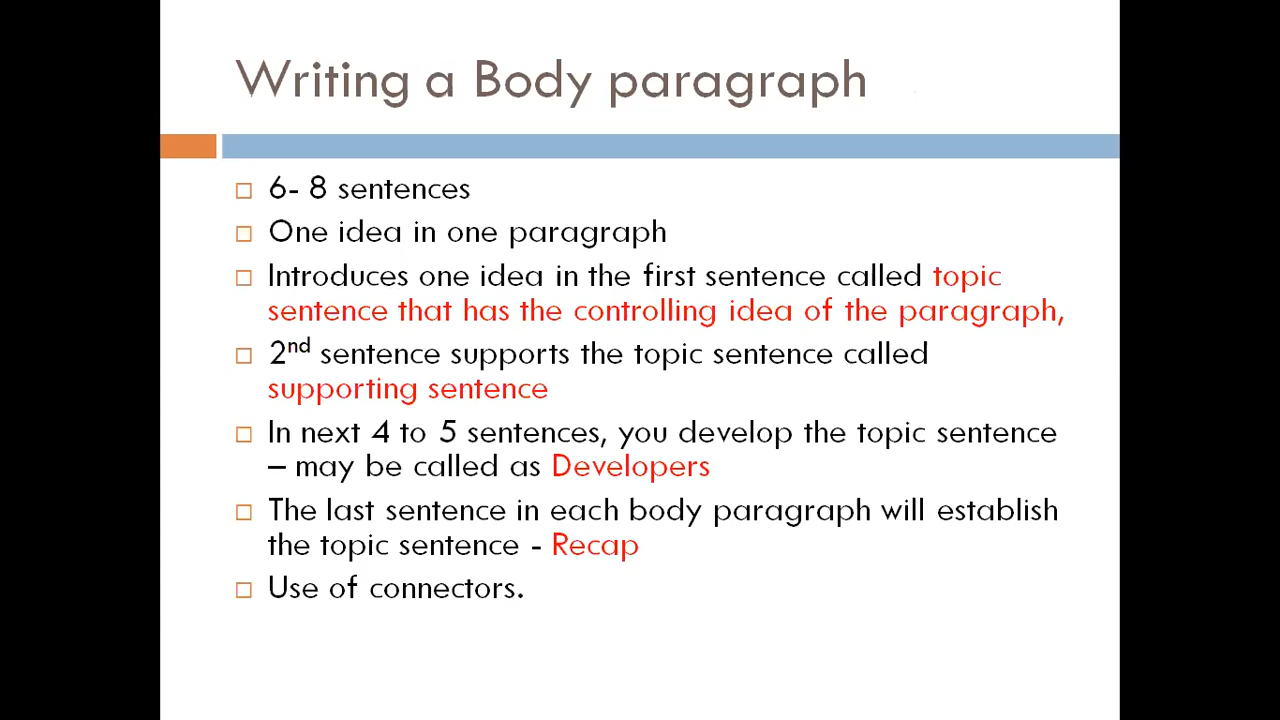 Writing a Body paragraph
6- 8 sentences
One idea in one paragraph
Introduces one idea in the first sentence called topic
sentence that has the controlling idea of the paragraph,
2nd sentence supports the topic sentence called
supporting sentence
In next 4 to 5 sentences, you develop the topic sentence
– may be called as Developers
The last sentence in each body paragraph will establish
the topic sentence - Recap
Use of connectors.